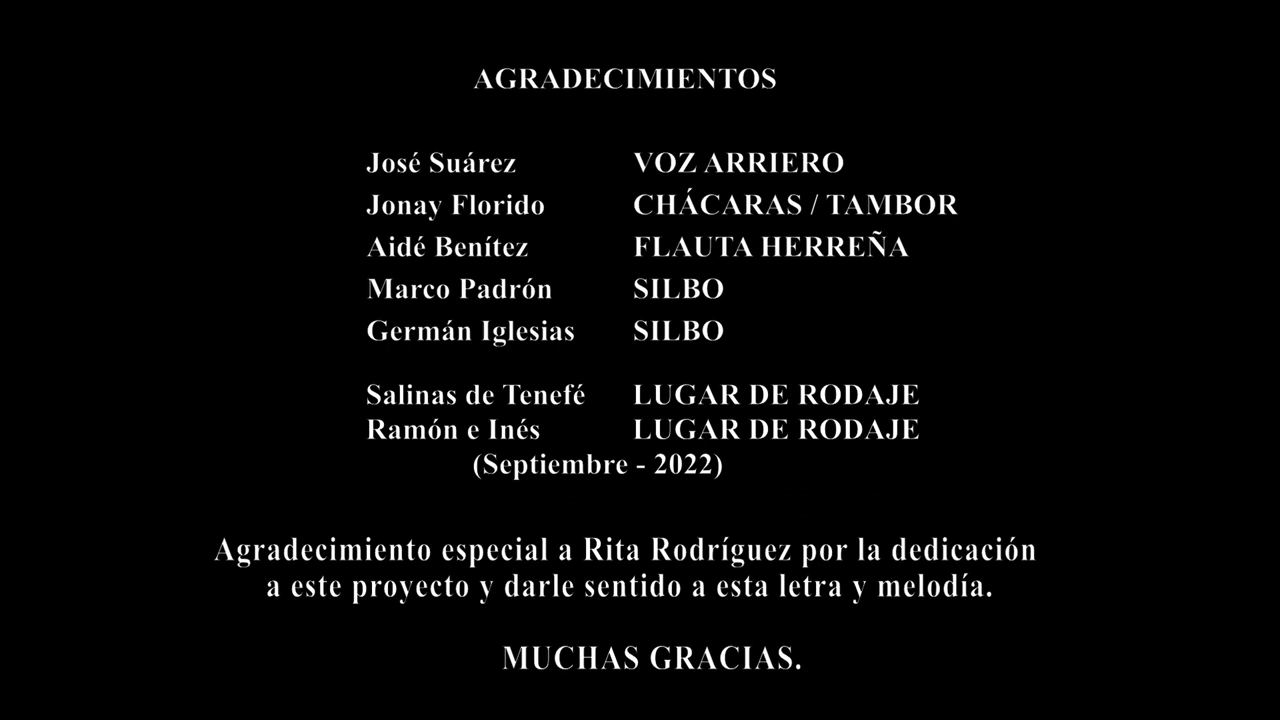 AGRADECIMIENTOS
José Suárez VOZ ARRIERO
Jonay Florido CHÁCARAS / TAMBOR
Aidé Benítez FLAUTA HERREÑA
Marco Padrón SILBO
Germán Iglesias SILBO
Salinas de Tenefé LUGAR DE RODAJE
Ramón e Inés LUGAR DE RODAJE
(Septiembre - 2022)
Agradecimiento especial a Rita Rodríguez por la dedicación
a este proyecto y darle sentido a esta letra y melodía.
MUCHAS GRACIAS.